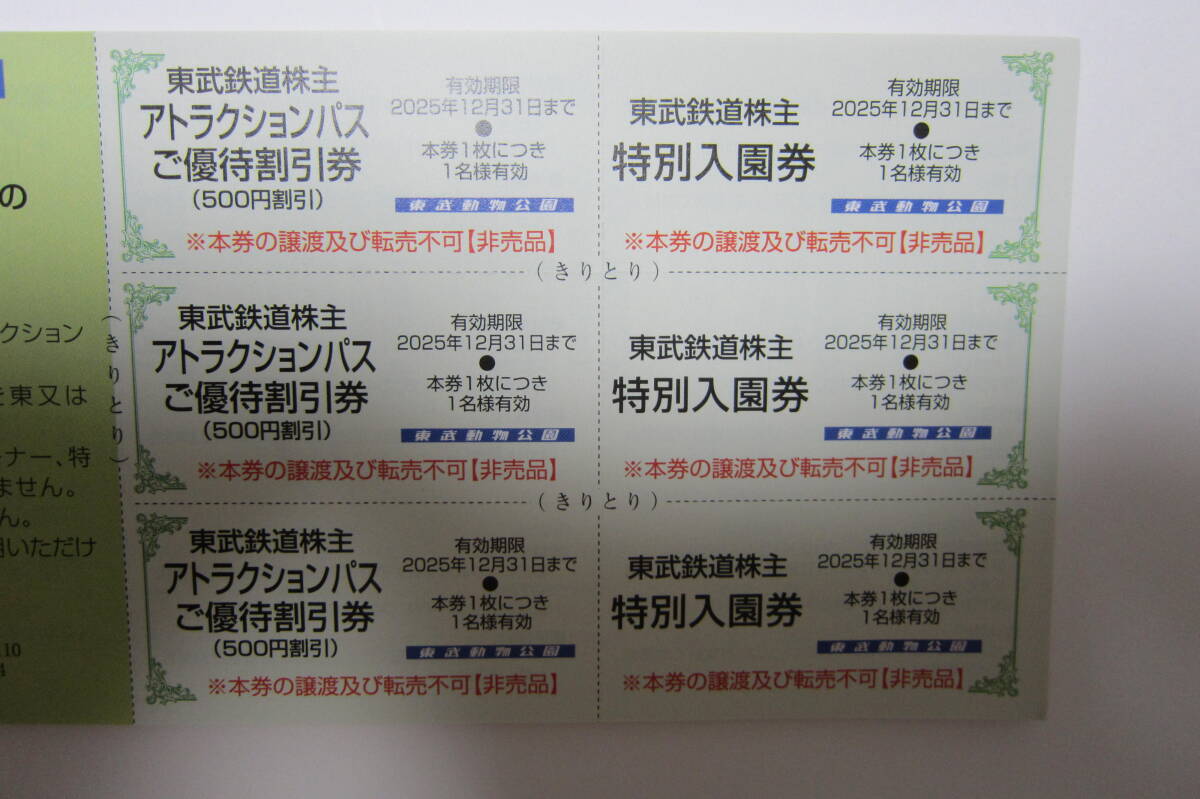 の
クション
と東又は
ーナー、特
ません。
ん。
用いただけ
.10
4
(きりとり)
東武鉄道株主
アトラクションパス
ご優待割引券
(500円割引)
有効期限
2025年12月31日まで
●
本券1枚につき
1名様有効
東武動物公園
※本券の譲渡及び転売不可【非売品】
東武鉄道株主
特別入園券
有効期限
2025年12月31日まで
●
本券1枚につき
1名様有効
東武動物公園
※本券の譲渡及び転売不可【非売品】
(きりとり)
東武鉄道株主
アトラクションパス
ご優待割引券
(500円割引)
有効期限
2025年12月31日まで
●
本券1枚につき
1名様有効
東武動物公園
※本券の譲渡及び転売不可【非売品】
東武鉄道株主
特別入園券
有効期限
2025年12月31日まで
●
本券1枚につき
1名様有効
東武動物公園
※本券の譲渡及び転売不可【非売品】
(きりとり)
東武鉄道株主
アトラクションパス
ご優待割引券
(500円割引)
有効期限
2025年12月31日まで
●
本券1枚につき
1名様有効
東武動物公園
※本券の譲渡及び転売不可【非売品】
東武鉄道株主
特別入園券
有効期限
2025年12月31日まで
●
本券1枚につき
1名様有効
東武動物公園
※本券の譲渡及び転売不可【非売品】